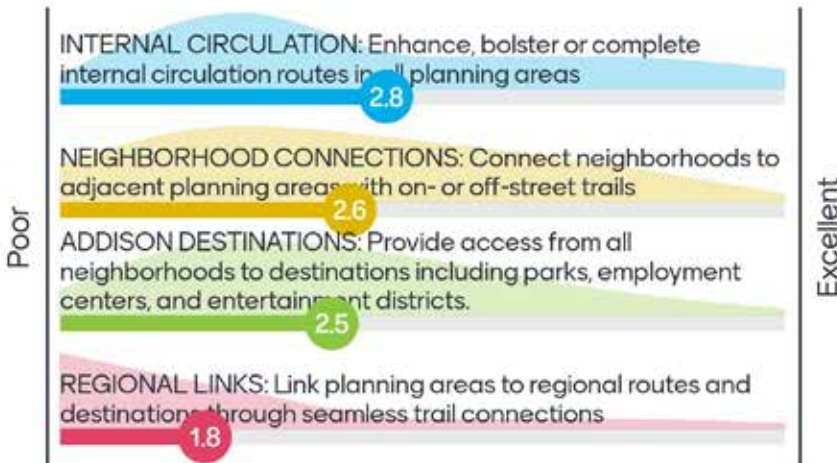 INTERNAL CIRCULATION: Enhance, bolster or complete
internal circulation routes in all planning areas
2.8
NEIGHBORHOOD CONNECTIONS: Connect neighborhoods to
adjacent planning areas with on- or off-street trails
2.6
ADDISON DESTINATIONS: Provide access from all
neighborhoods to destinations including parks, employment
centers, and entertainment districts.
2.5
REGIONAL LINKS: Link planning areas to regional routes and
destinations through seamless trail connections
1.8
Poor
Excellent